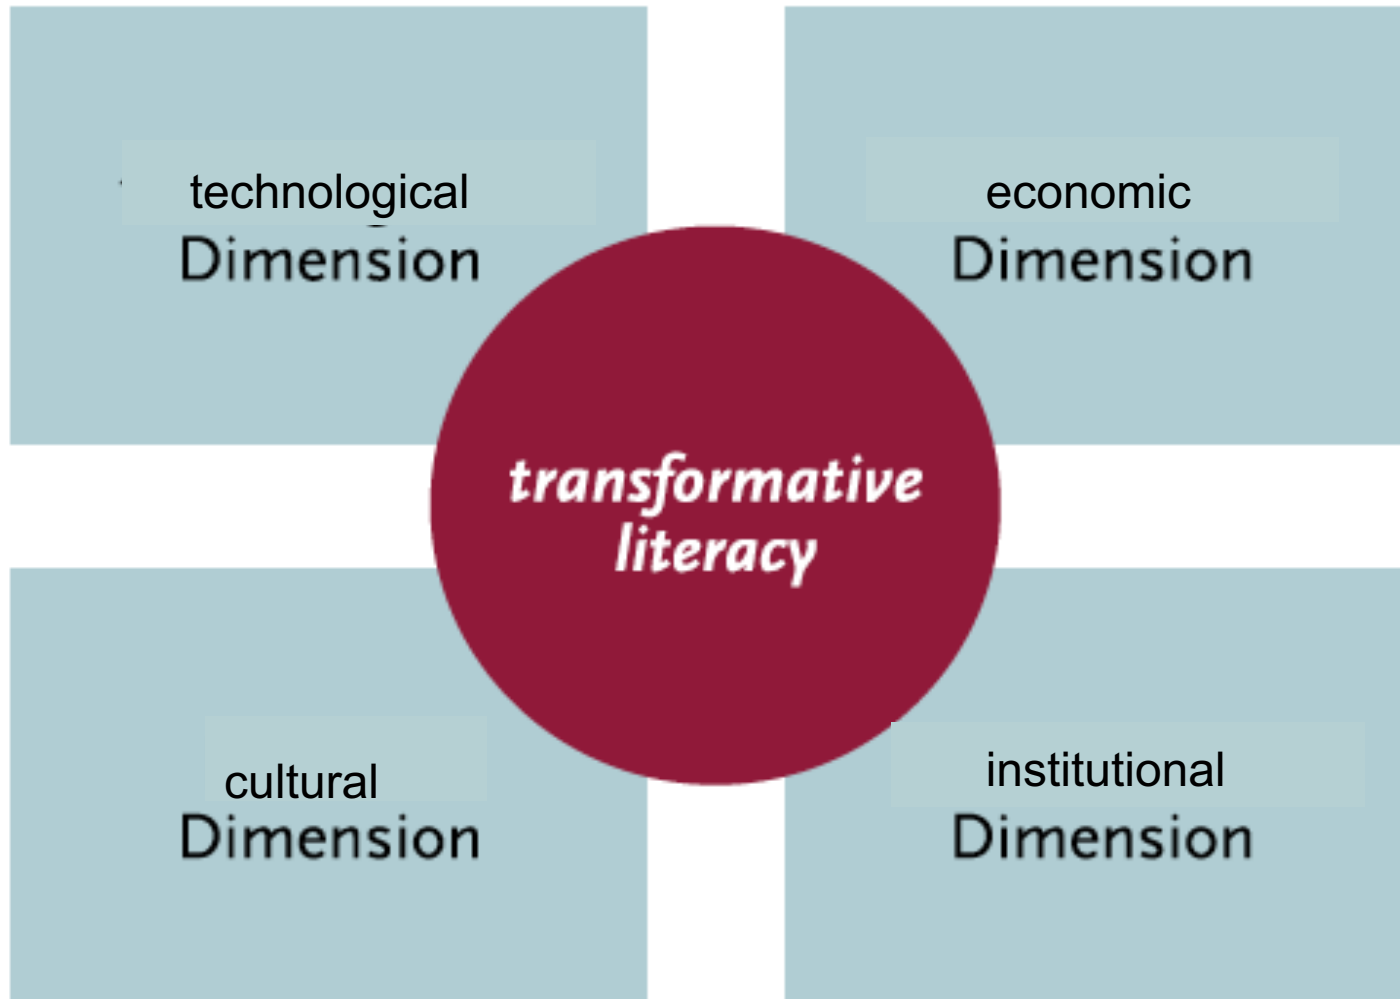 technological
Dimension
economic
Dimension
transformative
literacy
cultural
Dimension
institutional
Dimension